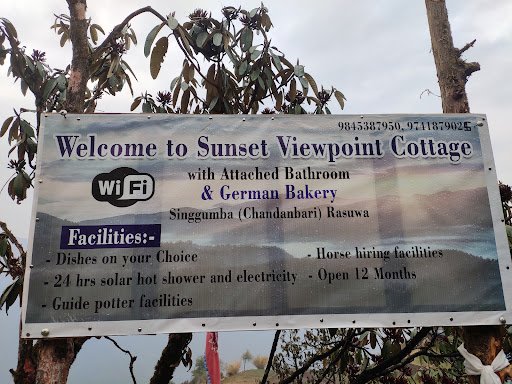 9845387950, 9741879025
Welcome to Sunset Viewpoint Cottage
WiFi
with Attached Bathroom
& German Bakery
Singgumba (Chandanbari) Rasuwa
Facilities:-
- Dishes on your Choice
- 24 hrs solar hot shower and electricity
- Guide potter facilities
- Horse hiring facilities
- Open 12 Months